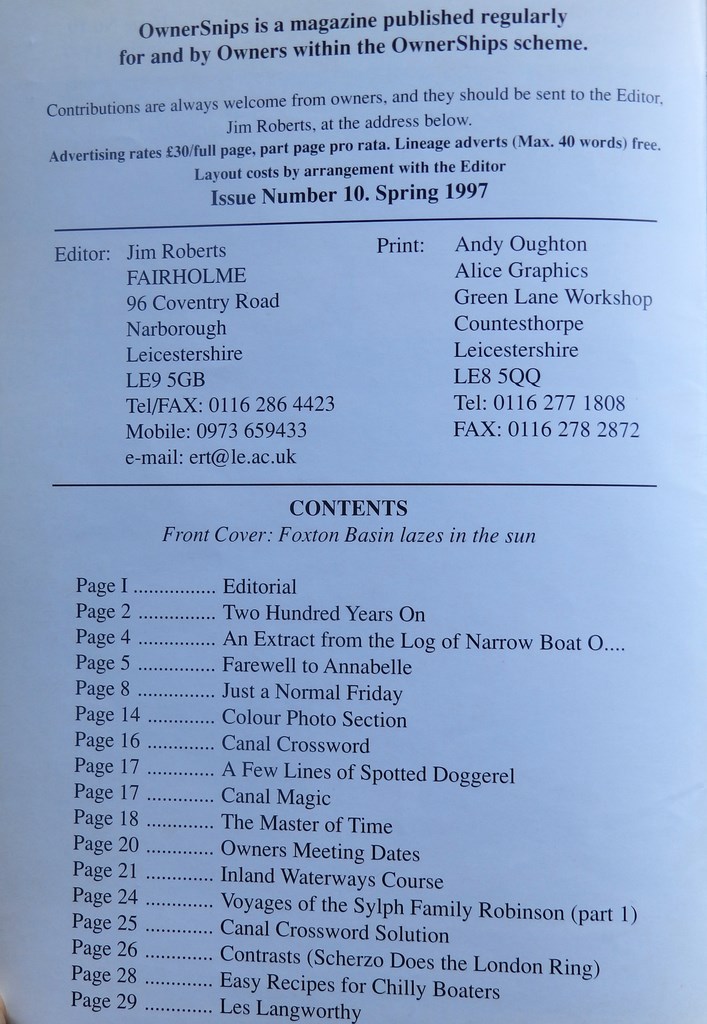 OwnerSnips is a magazine published regularly
for and by Owners within the OwnerShips scheme.
Contributions are always welcome from owners, and they should be sent to the Editor,
Jim Roberts, at the address below.
Advertising rates £30/full page, part page pro rata. Lineage adverts (Max. 40 words) free.
Layout costs by arrangement with the Editor
Issue Number 10. Spring 1997
Editor: Jim Roberts
FAIRHOLME
96 Coventry Road
Narborough
Leicestershire
LE9 5GB
Tel/FAX: 0116 286 4423
Mobile: 0973 659433
e-mail: ert@le.ac.uk
Print: Andy Oughton
Alice Graphics
Green Lane Workshop
Countesthorpe
Leicestershire
LE8 5QQ
Tel: 0116 277 1808
FAX: 0116 278 2872
CONTENTS
Front Cover: Foxton Basin lazes in the sun
Page I ................ Editorial
Page 2 ............... Two Hundred Years On
Page 4 ............... An Extract from the Log of Narrow Boat O....
Page 5 ............... Farewell to Annabelle
Page 8 ............... Just a Normal Friday
Page 14 ............. Colour Photo Section
Page 16 ............. Canal Crossword
Page 17 ............. A Few Lines of Spotted Doggerel
Page 17 ............. Canal Magic
Page 18 ............. The Master of Time
Page 20 ............. Owners Meeting Dates
Page 21 ............. Inland Waterways Course
Page 24 ............. Voyages of the Sylph Family Robinson (part 1)
Page 25 ............. Canal Crossword Solution
Page 26 ............. Contrasts (Scherzo Does the London Ring)
Page 28 ............. Easy Recipes for Chilly Boaters
Page 29 ............. Les Langworthy